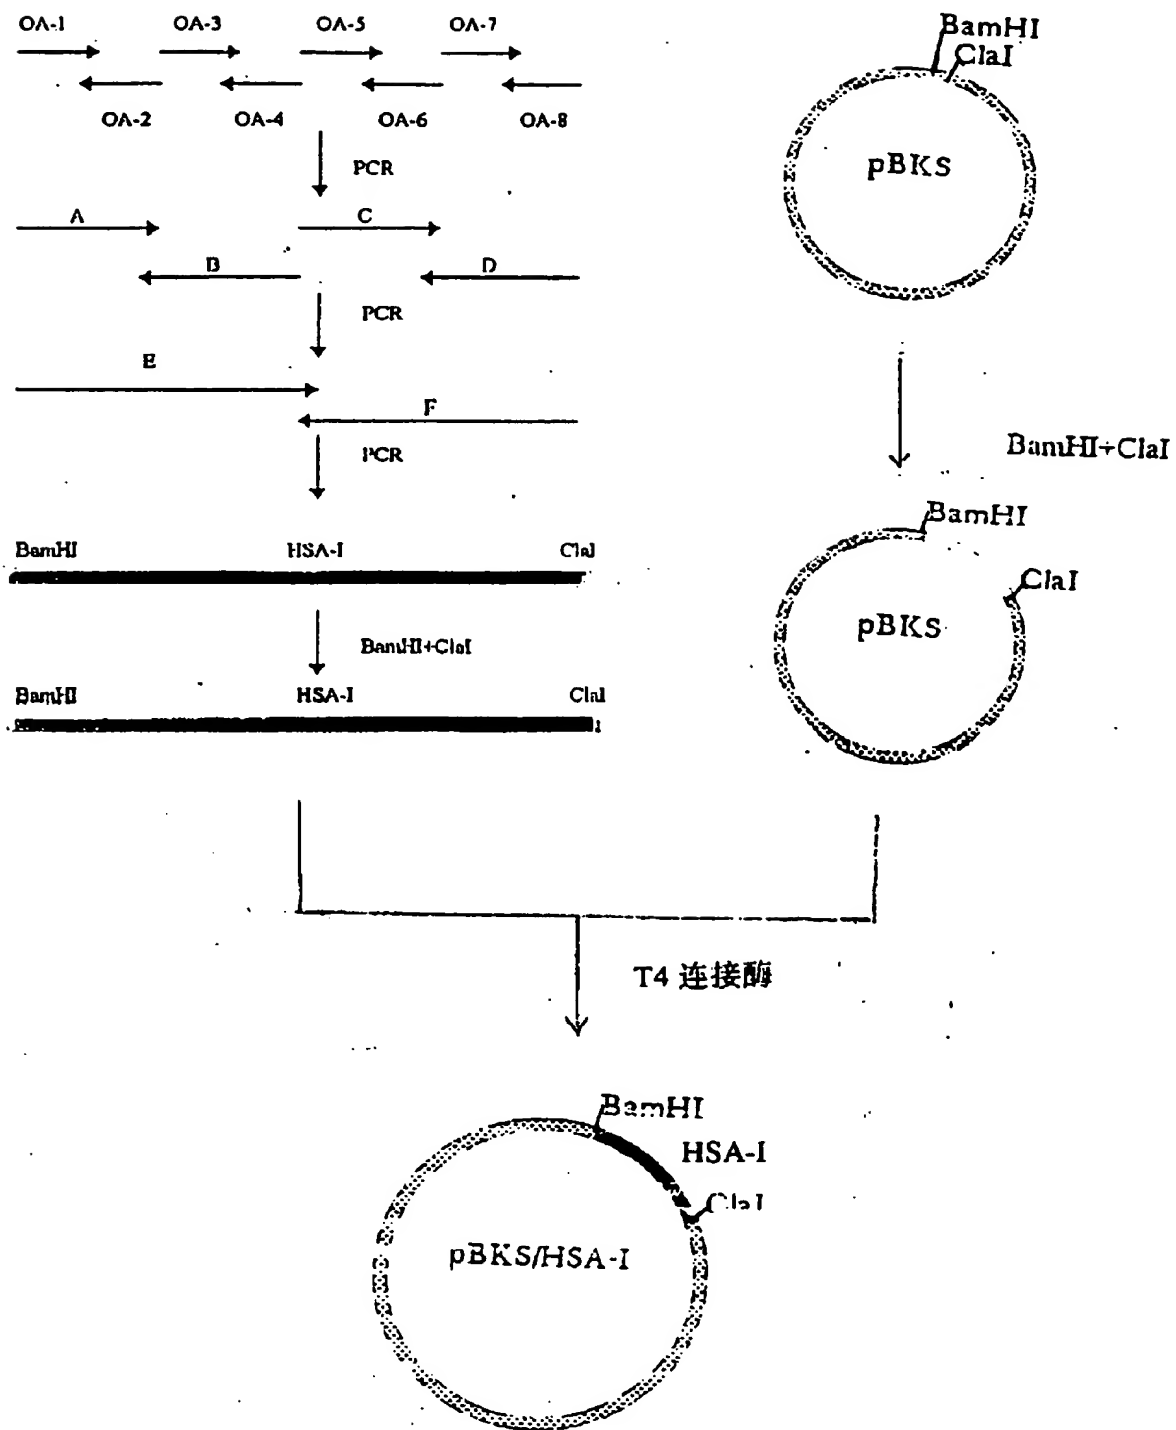 OA-1 OA-3 OA-5 OA-7
OA-2 OA-4 OA-6 OA-8
PCR
A C
B D
PCR
E
F
PCR
BamHI HSA-I ClaI
BamHI+ClaI
BamHI HSA-I ClaI
BamHI
ClaI
pBKS
BamHI+ClaI
BamHI
ClaI
pBKS
T4 连接酶
BamHI
HSA-I
ClaI
pBKS/HSA-I